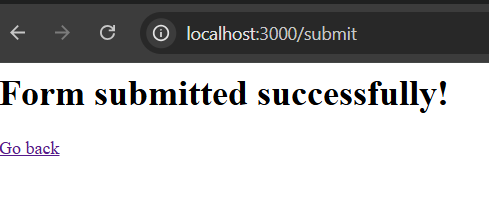 localhost:3000/submit
Form submitted successfully!
Go back